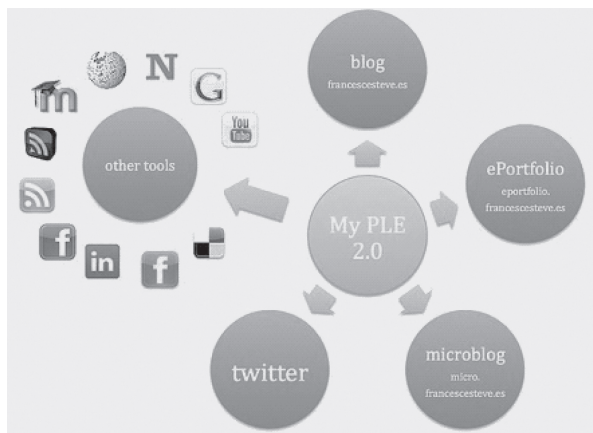 blog
francescesteve.es
N
m
G
You
Tube
other tools
ePortfolio
eportfolio.
francescesteve.es
My PLE
2.0
f
in
f
twitter
microblog
micro.
francescesteve.es